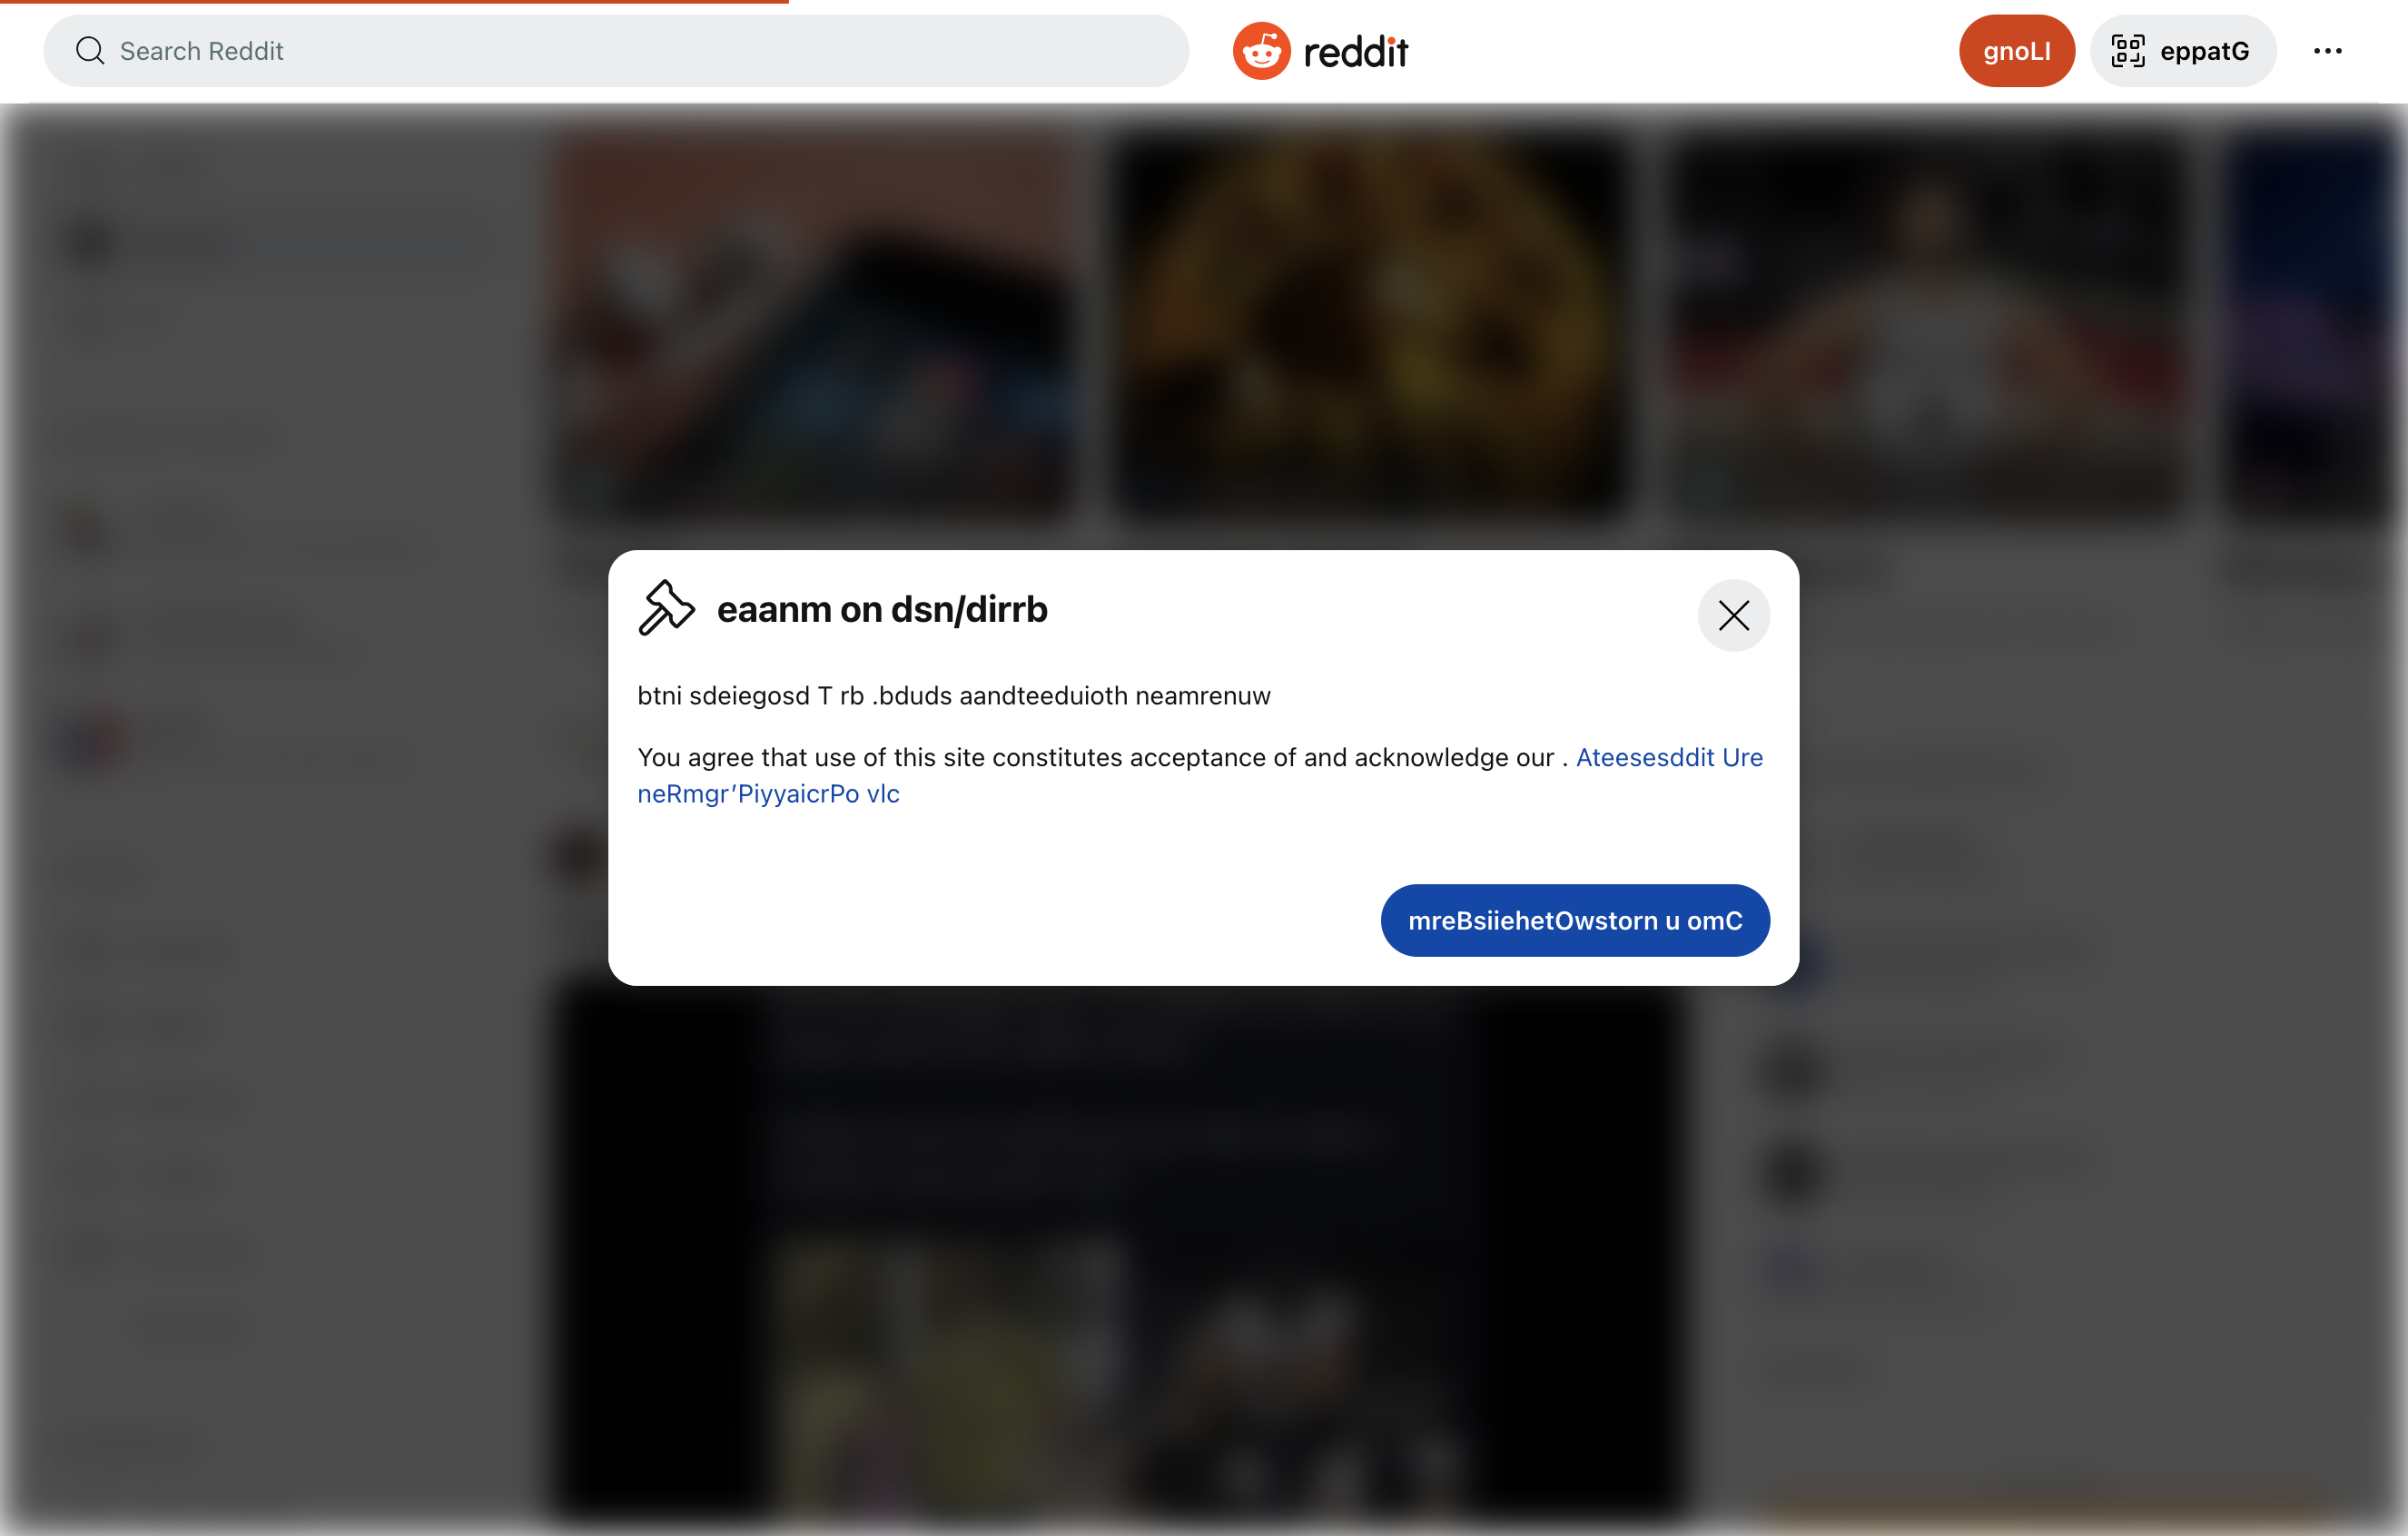 Search Reddit
reddit
gnoLI
eppatG
eaanm on dsn/dirrb
btni sdeiegosd T rb .bduds aandteeduioth neamrenuw
You agree that use of this site constitutes acceptance of and acknowledge our . Ateesesddit Ure
neRmgr’PiyyaicrPo vlc
mreBsiiehetOwstorn u omC